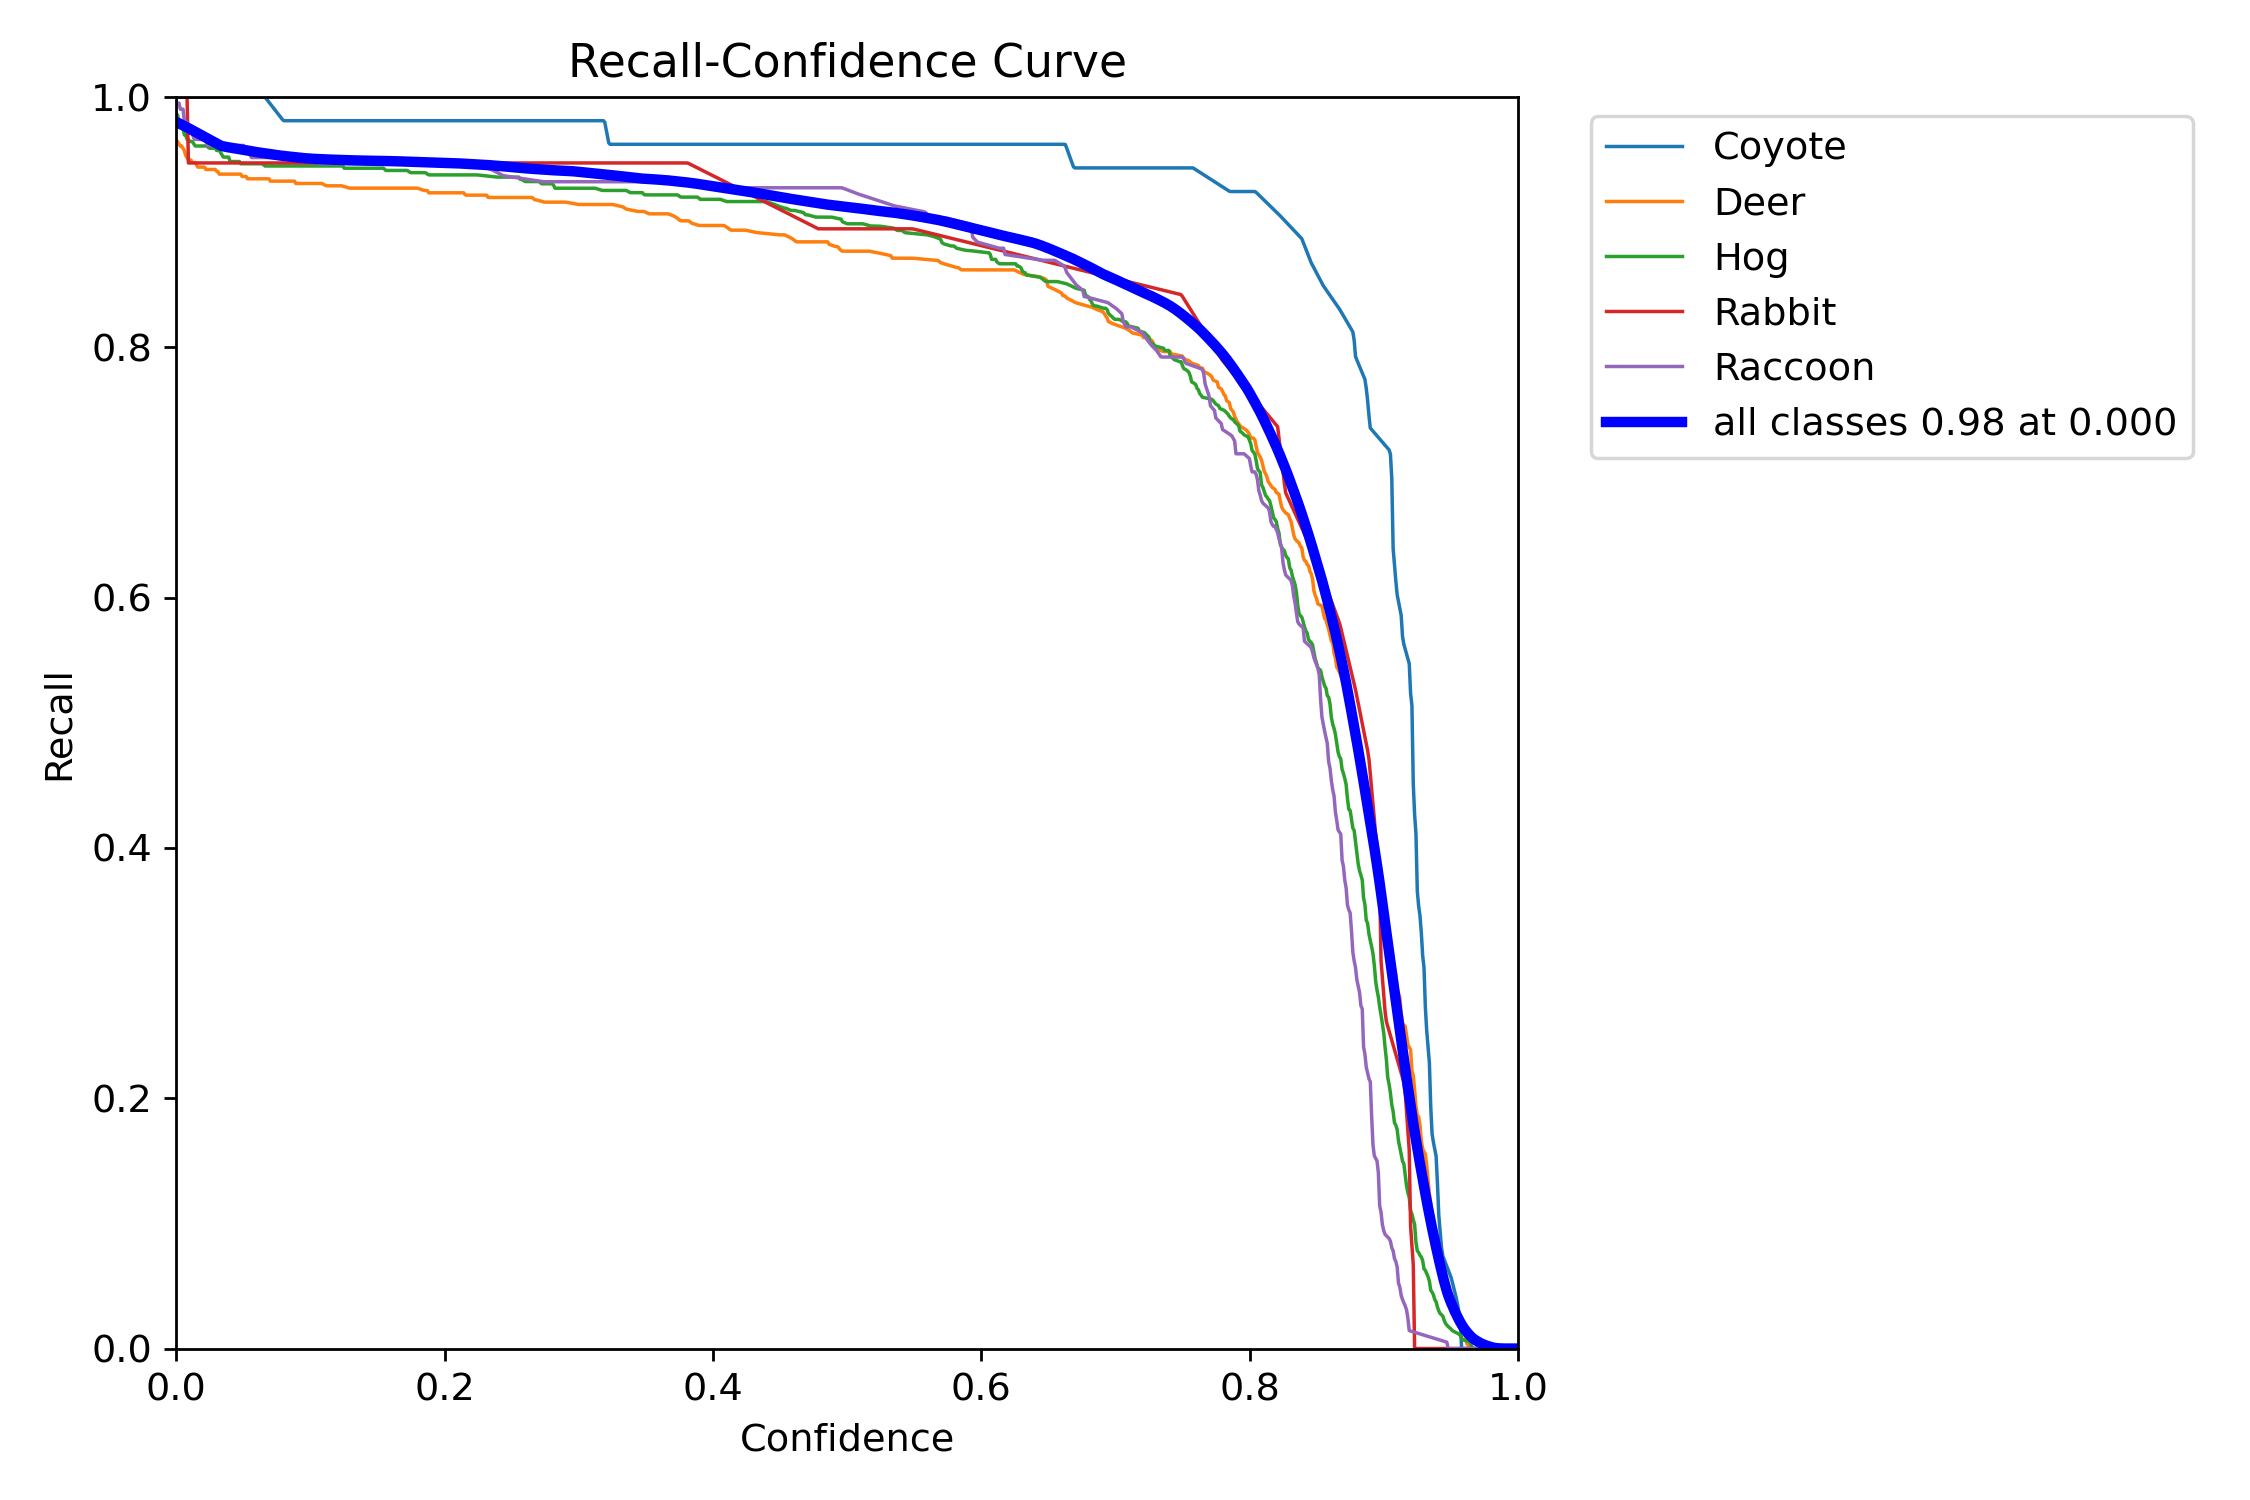 Recall-Confidence Curve
1.0
0.8
0.6
0.4
0.2
0.0
Recall
0.0 0.2 0.4 0.6 0.8 1.0
Confidence
Coyote
Deer
Hog
Rabbit
Raccoon
all classes 0.98 at 0.000